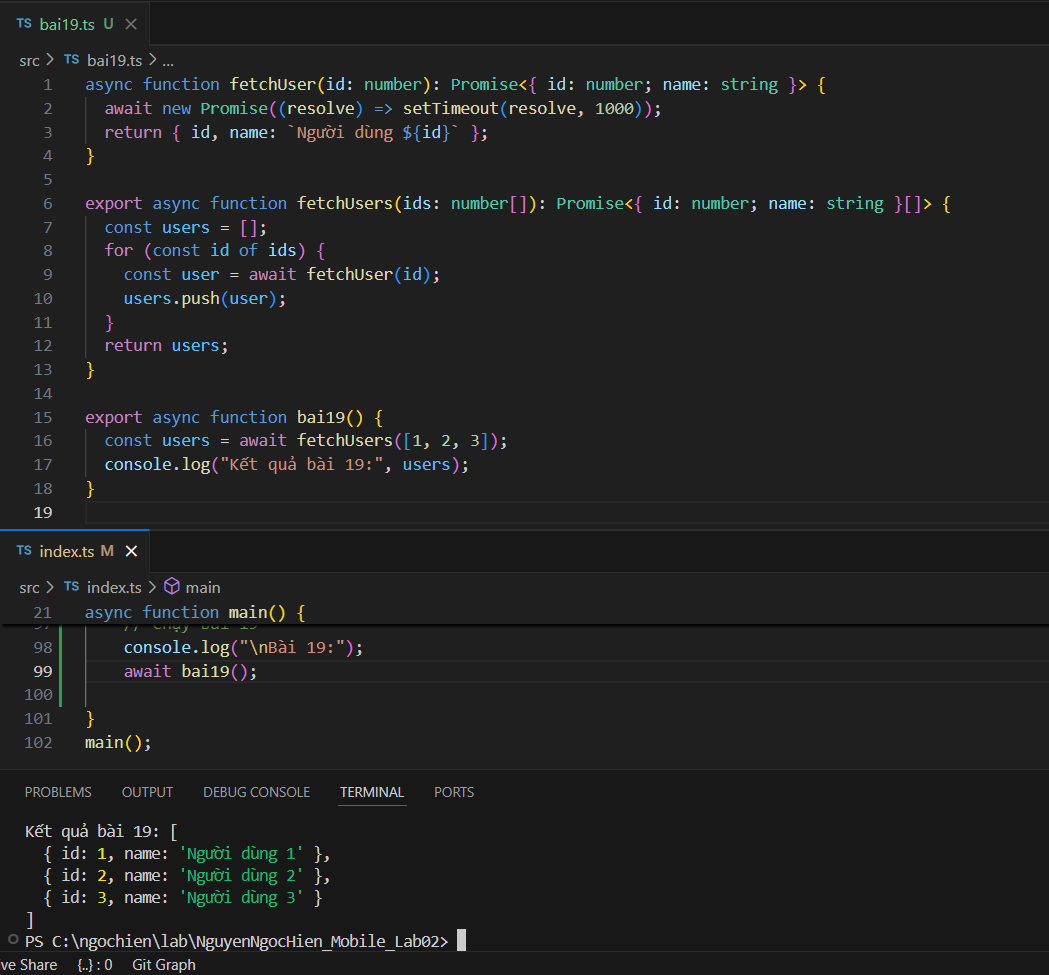 TS bai19.ts U ×
src > TS bai19.ts > ...
1 async function fetchUser(id: number): Promise<{ id: number; name: string }> {
2 await new Promise((resolve) => setTimeout(resolve, 1000));
3 return { id, name: `Người dùng ${id}` };
4 }
5
6 export async function fetchUsers(ids: number[]): Promise<{ id: number; name: string }[]> {
7 const users = [];
8 for (const id of ids) {
9 const user = await fetchUser(id);
10 users.push(user);
11 }
12 return users;
13 }
14
15 export async function bai19() {
16 const users = await fetchUsers([1, 2, 3]);
17 console.log("Kết quả bài 19:", users);
18 }
19
TS index.ts M ×
src > TS index.ts > main
21 async function main() {
98 console.log("\nBài 19:");
99 await bai19();
100
101 }
102 main();
PROBLEMS OUTPUT DEBUG CONSOLE TERMINAL PORTS
Kết quả bài 19: [
{ id: 1, name: 'Người dùng 1' },
{ id: 2, name: 'Người dùng 2' },
{ id: 3, name: 'Người dùng 3' }
]
PS C:\ngochien\lab\NguyenNgocHien_Mobile_Lab02>
ve Share {..} : 0 Git Graph